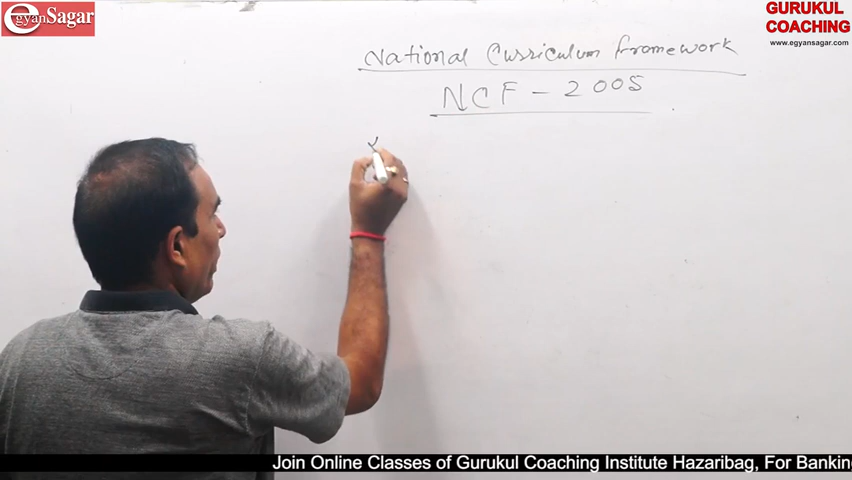 egyanSagar
GURUKUL
COACHING
www.egyansagar.com
National Curriculum Framework
NCF - 2005
Join Online Classes of Gurukul Coaching Institute Hazaribag, For Bankin